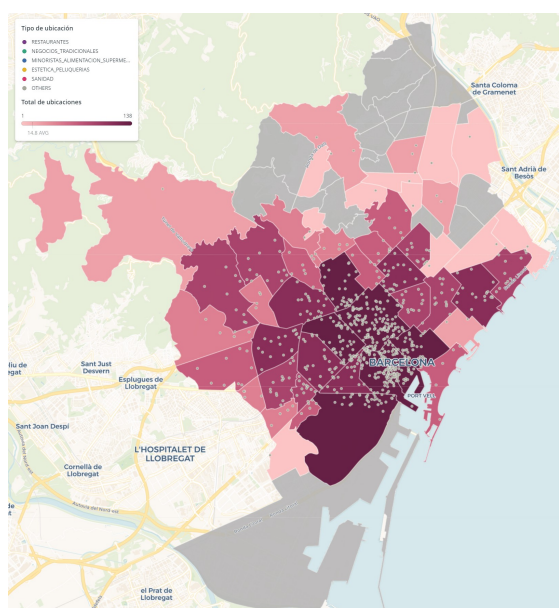 Tipo de ubicación
RESTAURANTES
NEGOCIOS_TRADICIONALES
MINORISTAS_ALIMENTACION_SUPERME...
ESTETICA_PELUQUERIAS
SANIDAD
OTHERS
Total de ubicaciones
1 138
14.8 AVG
Santa Coloma
de Gramenet
Sant Adrià de
Besòs
BARCELONA
PORT VELL
Sant Just
Desvern
Esplugues de
Llobregat
Sant Joan Despí
L'HOSPITALET DE
LLOBREGAT
Cornellà de
Llobregat
el Prat de
Llobregat